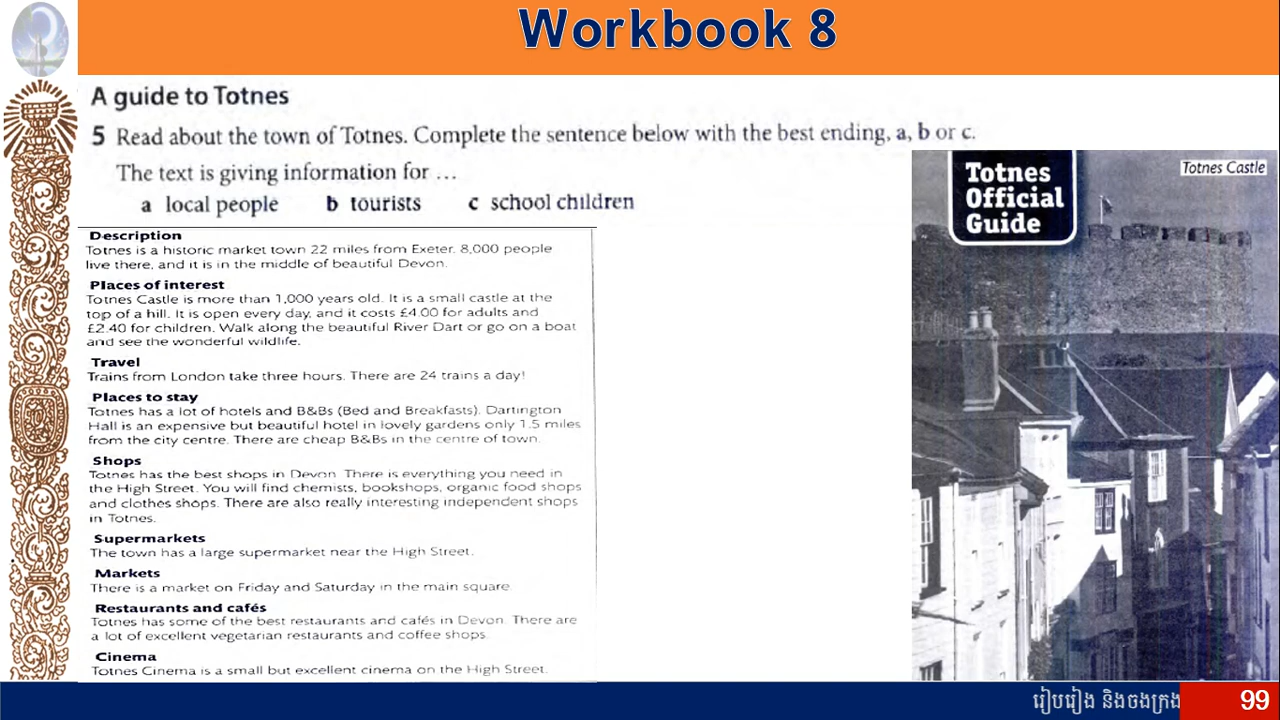 Workbook 8
A guide to Totnes
5 Read about the town of Totnes. Complete the sentence below with the best ending, a, b or c.
The text is giving information for ...
a local people b tourists c school children
Description
Totnes is a historic market town 22 miles from Exeter. 8,000 people
live there, and it is in the middle of beautiful Devon.
Places of interest
Totnes Castle is more than 1,000 years old. It is a small castle at the
top of a hill. It is open every day, and it costs £4.00 for adults and
£2.40 for children. Walk along the beautiful River Dart or go on a boat
and see the wonderful wildlife.
Travel
Trains from London take three hours. There are 24 trains a day!
Places to stay
Totnes has a lot of hotels and B&Bs (Bed and Breakfasts). Dartington
Hall is an expensive but beautiful hotel in lovely gardens only 1.5 miles
from the city centre. There are cheap B&Bs in the centre of town.
Shops
Totnes has the best shops in Devon. There is everything you need in
the High Street. You will find chemists, bookshops, organic food shops
and clothes shops. There are also really interesting independent shops
in Totnes.
Supermarkets
The town has a large supermarket near the High Street.
Markets
There is a market on Friday and Saturday in the main square.
Restaurants and cafés
Totnes has some of the best restaurants and cafés in Devon. There are
a lot of excellent vegetarian restaurants and coffee shops.
Cinema
Totnes Cinema is a small but excellent cinema on the High Street.
Totnes
Official
Guide
Totnes Castle
រៀបរៀង និងចងក្រង
99